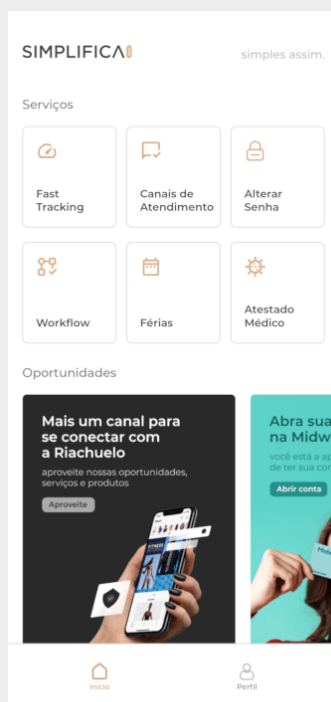 SIMPLIFICAI
simples assim.
Serviços
Fast
Tracking
Canais de
Atendimento
Alterar
Senha
Workflow
Férias
Atestado
Médico
Oportunidades
Mais um canal para
se conectar com
a Riachuelo
aproveite nossas oportunidades,
serviços e produtos
Aproveite
Abra sua
na Midw
você está a ap
de ter sua con
Abrir conta
Início
Perfil